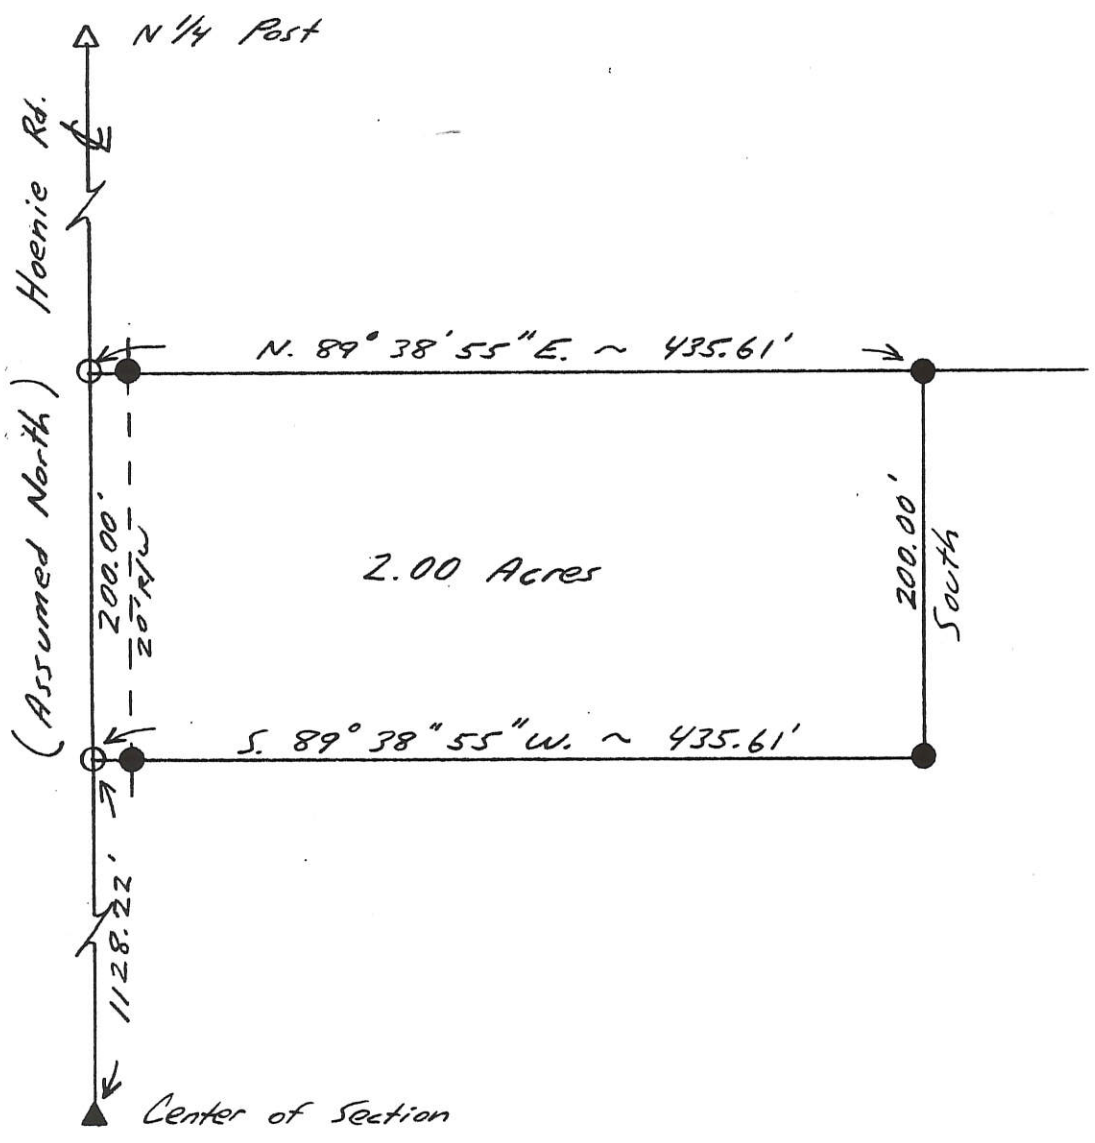 N 1/4 Post
Hoenie Rd.
℄
(Assumed North)
N. 89° 38' 55" E. ~ 435.61'
200.00'
20' R/W
2.00 Acres
200.00'
South
S. 89° 38" 55" W. ~ 435.61'
1128.22'
Center of Section